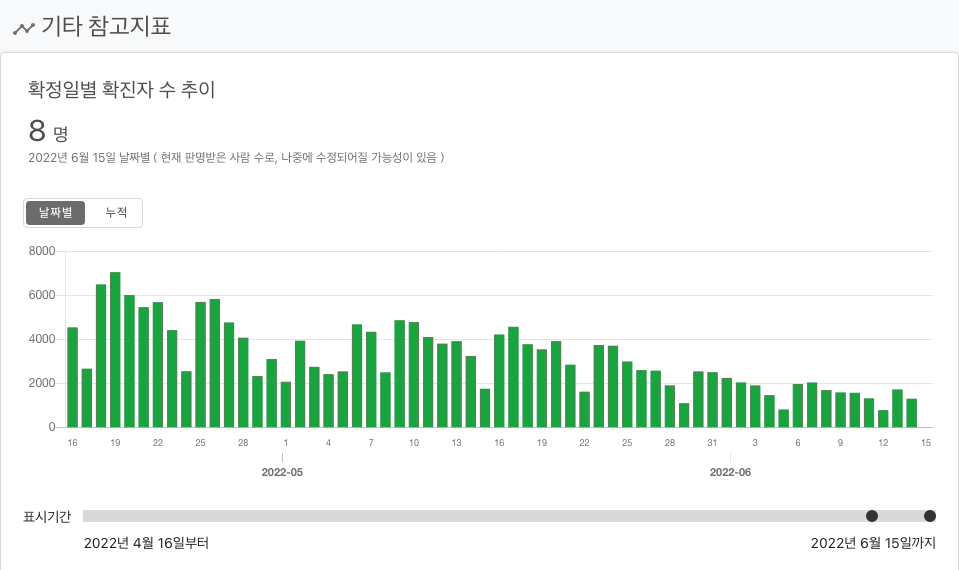 기타 참고지표
확정일별 확진자 수 추이
8 명
2022년 6월 15일 날짜별 ( 현재 판명받은 사람 수로, 나중에 수정되어질 가능성이 있음 )
날짜별 누적
8000
6000
4000
2000
0
16 19 22 25 28 1 4 7 10 13 16 19 22 25 28 31 3 6 9 12 15
2022-05 2022-06
표시기간
2022년 4월 16일부터 2022년 6월 15일까지